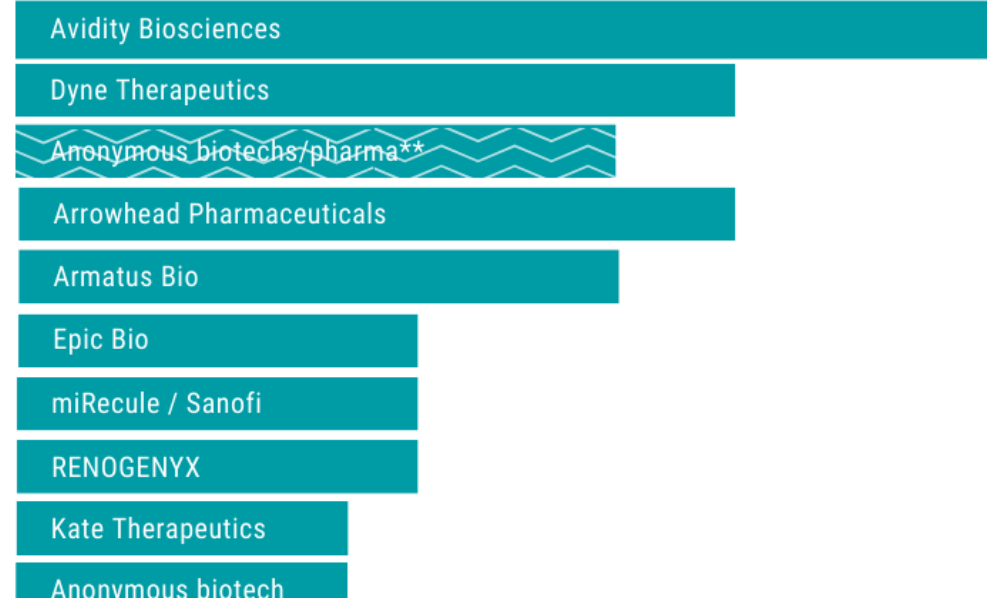 Avidity Biosciences
Dyne Therapeutics
Anonymous biotechs/pharma**
Arrowhead Pharmaceuticals
Armatus Bio
Epic Bio
miRecule / Sanofi
RENOGENYX
Kate Therapeutics
Anonymous biotech